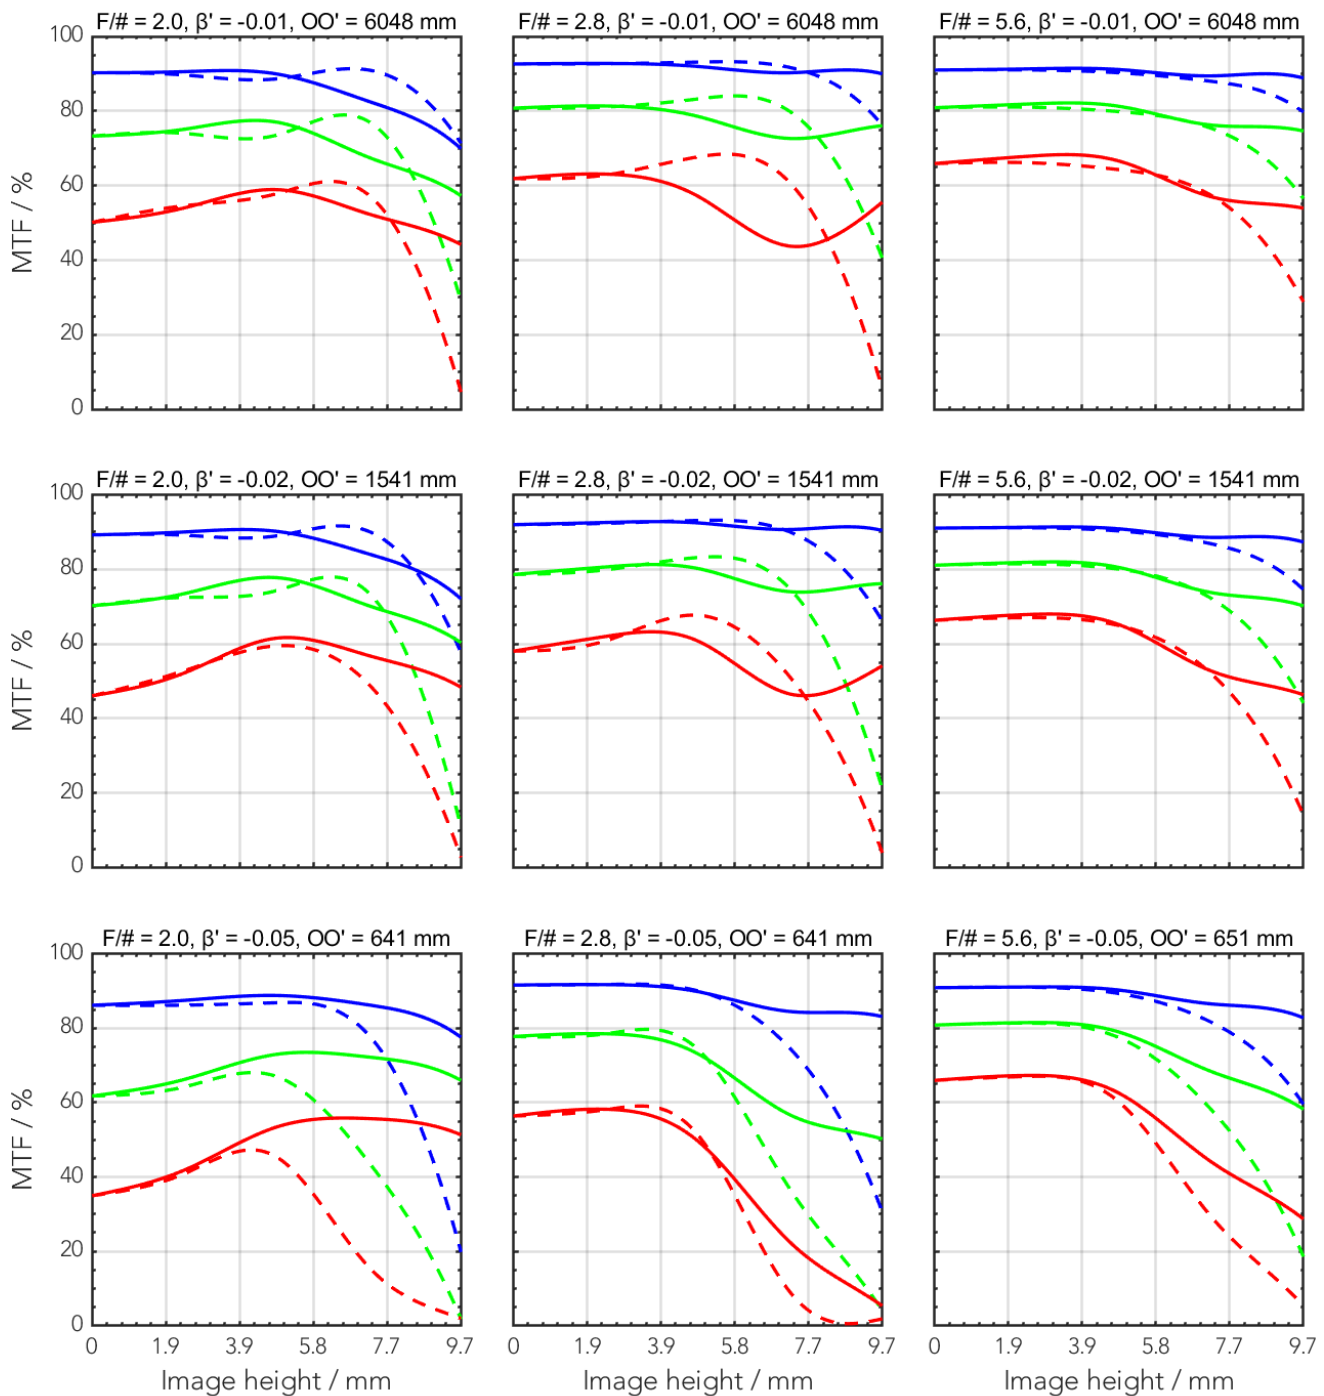 F/# = 2.0, β' = -0.01, OO' = 6048 mm
F/# = 2.8, β' = -0.01, OO' = 6048 mm
F/# = 5.6, β' = -0.01, OO' = 6048 mm
100
80
60
40
20
0
MTF / %
F/# = 2.0, β' = -0.02, OO' = 1541 mm
F/# = 2.8, β' = -0.02, OO' = 1541 mm
F/# = 5.6, β' = -0.02, OO' = 1541 mm
100
80
60
40
20
0
MTF / %
F/# = 2.0, β' = -0.05, OO' = 641 mm
F/# = 2.8, β' = -0.05, OO' = 641 mm
F/# = 5.6, β' = -0.05, OO' = 651 mm
100
80
60
40
20
0
MTF / %
0 1.9 3.9 5.8 7.7 9.7
0 1.9 3.9 5.8 7.7 9.7
0 1.9 3.9 5.8 7.7 9.7
Image height / mm
Image height / mm
Image height / mm